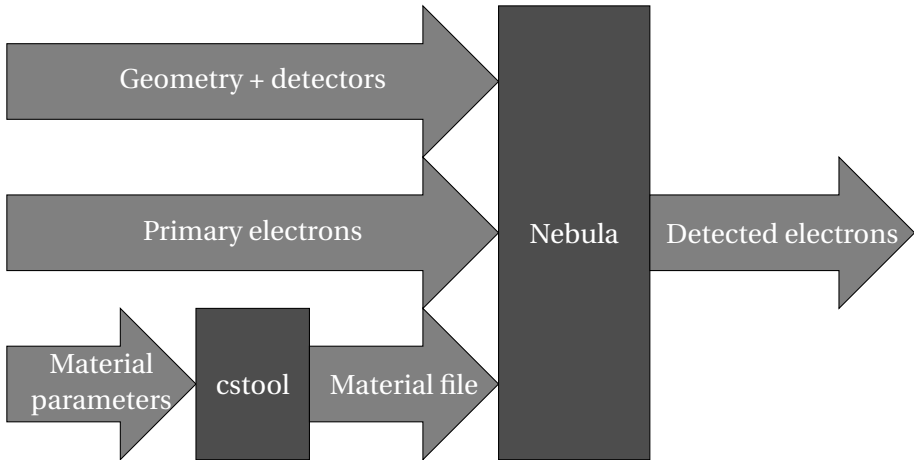 Geometry + detectors
Primary electrons
Nebula
Detected electrons
Material
parameters
cstool
Material file